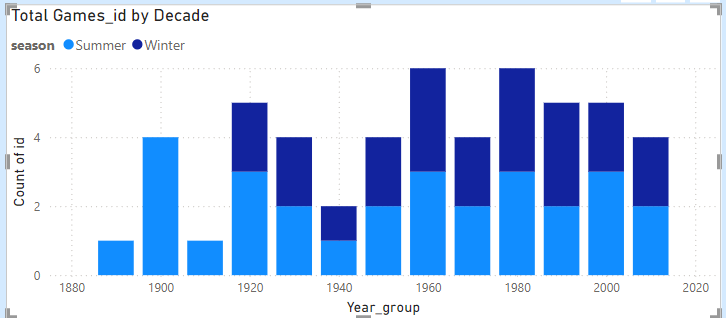 Total Games_id by Decade
season Summer Winter
6
4
2
0
Count of id
1880 1900 1920 1940 1960 1980 2000 2020
Year_group